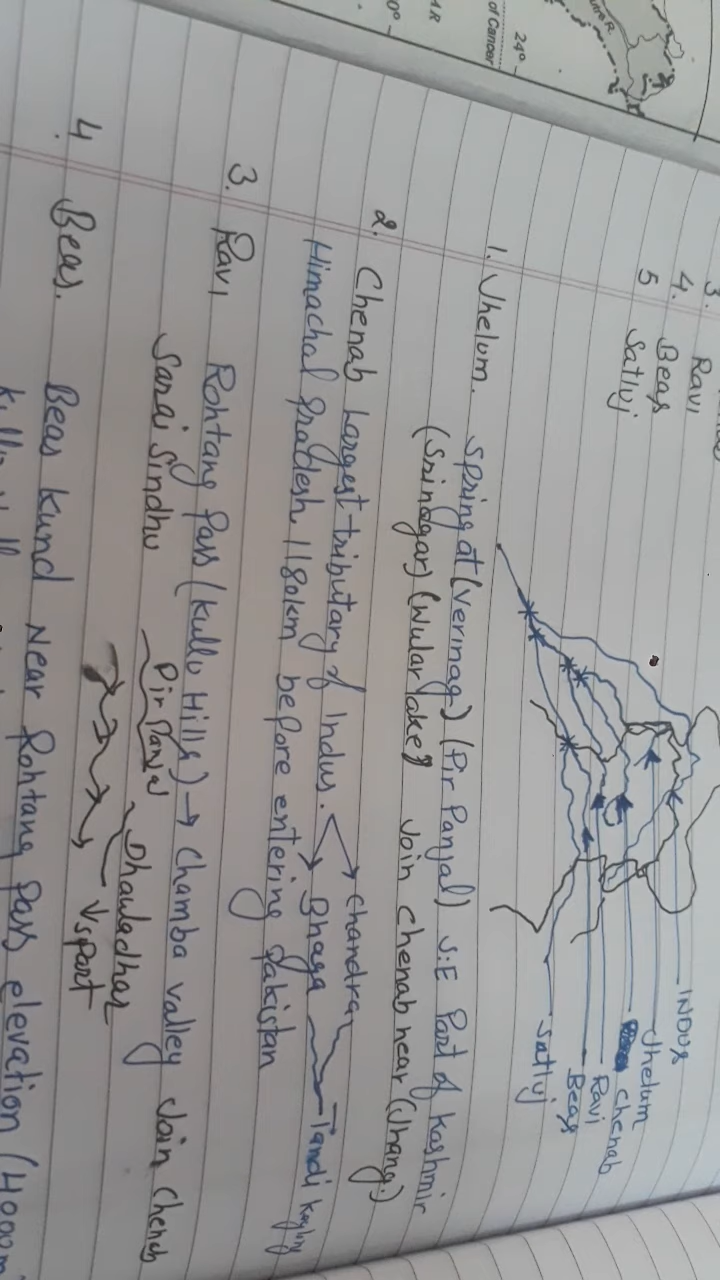 24°
of Cancer
3. Ravi
4. Beas
5 Satluj
INDUS
Jhelum
Chenab
Ravi
Beas
Satluj
1. Jhelum. Spring at (Verinag) (Pir Panjal) S.E Part of Kashmir
(Srinagar) (Wular lake) Join Chenab near (Jhang.)
2. Chenab Largest tributary of Indus. → Chandra
→ Bhaga Tandi
Himachal Pradesh. 1180km before entering Pakistan
3. Ravi Rohtang Pass (Kullu Hills) → Chamba valley Join Chenab
Sarai Sindhu Pir Panjal Dhauladhar
4 Beas. Beas Kund Near Rohtang Pass elevation (4000m